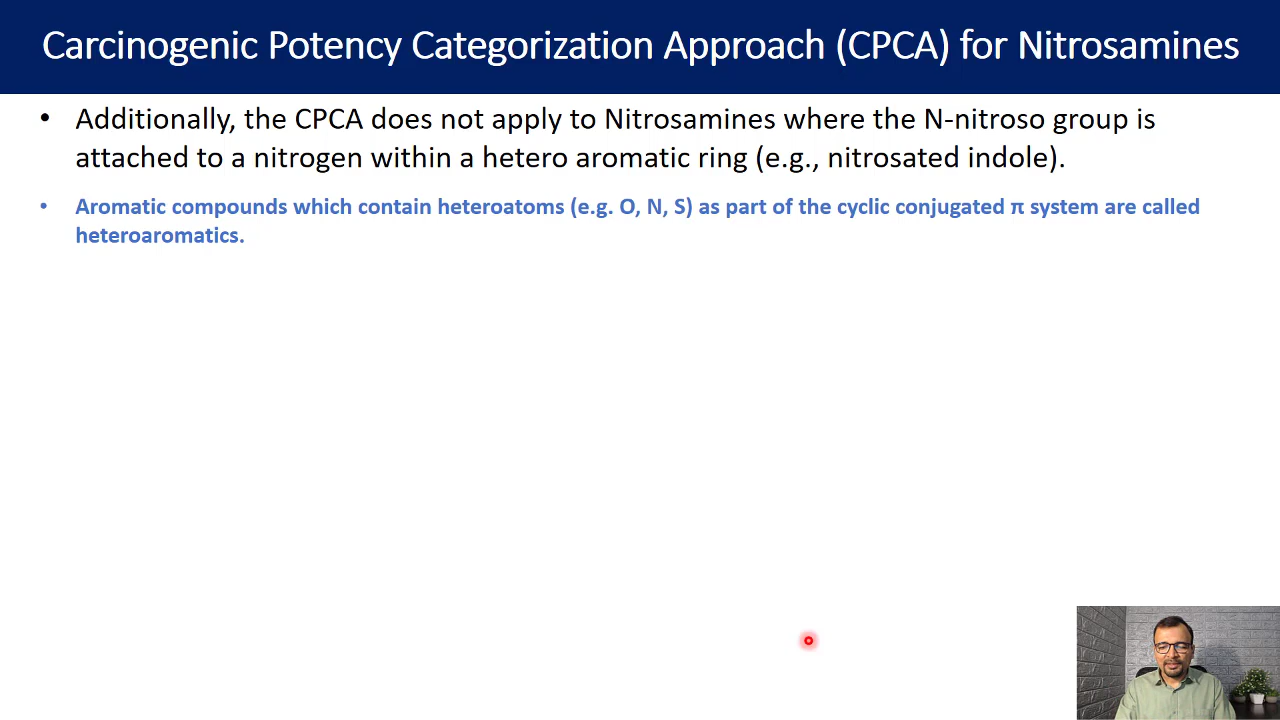 Carcinogenic Potency Categorization Approach (CPCA) for Nitrosamines
• Additionally, the CPCA does not apply to Nitrosamines where the N-nitroso group is
attached to a nitrogen within a hetero aromatic ring (e.g., nitrosated indole).
• Aromatic compounds which contain heteroatoms (e.g. O, N, S) as part of the cyclic conjugated π system are called
heteroaromatics.